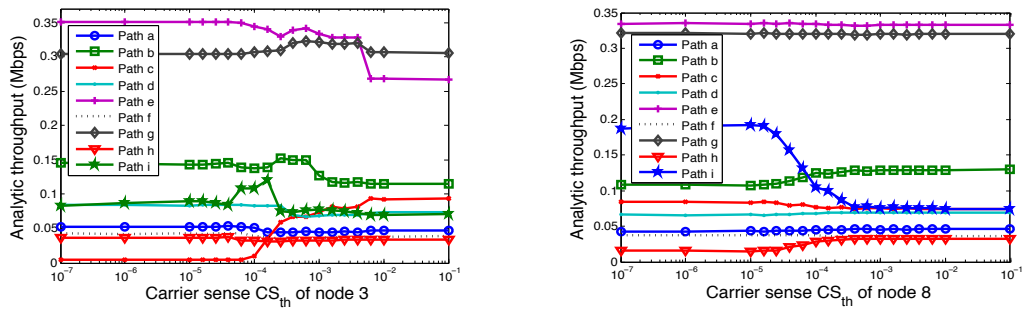 Analytic throughput (Mbps)
0.35
0.3
0.25
0.2
0.15
0.1
0.05
0
Path a
Path b
Path c
Path d
Path e
Path f
Path g
Path h
Path i
10^-7
10^-6
10^-5
10^-4
10^-3
10^-2
10^-1
Carrier sense CS_th of node 3
Analytic throughput (Mbps)
0.35
0.3
0.25
0.2
0.15
0.1
0.05
0
Path a
Path b
Path c
Path d
Path e
Path f
Path g
Path h
Path i
10^-7
10^-6
10^-5
10^-4
10^-3
10^-2
10^-1
Carrier sense CS_th of node 8